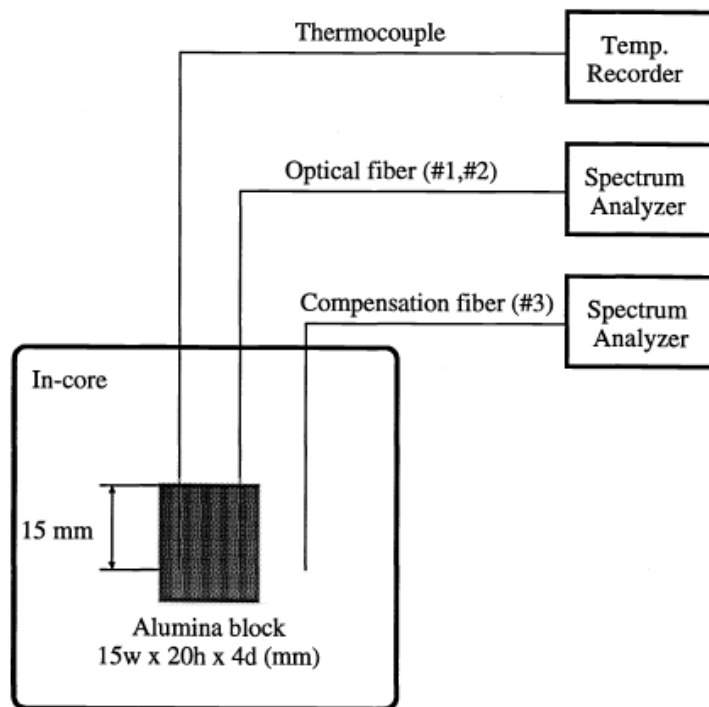 Thermocouple
Temp.
Recorder
Optical fiber (#1,#2)
Spectrum
Analyzer
Compensation fiber (#3)
Spectrum
Analyzer
In-core
15 mm
Alumina block
15w x 20h x 4d (mm)